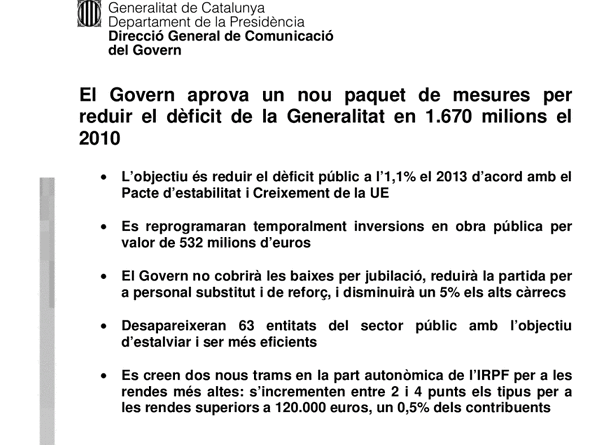 Generalitat de Catalunya
Departament de la Presidència
Direcció General de Comunicació
del Govern
El Govern aprova un nou paquet de mesures per
reduir el dèficit de la Generalitat en 1.670 milions el
2010
• L'objectiu és reduir el dèficit públic a l'1,1% el 2013 d'acord amb el
Pacte d'estabilitat i Creixement de la UE
• Es reprogramaran temporalment inversions en obra pública per
valor de 532 milions d'euros
• El Govern no cobrirà les baixes per jubilació, reduirà la partida per
a personal substitut i de reforç, i disminuirà un 5% els alts càrrecs
• Desapareixeran 63 entitats del sector públic amb l'objectiu
d'estalviar i ser més eficients
• Es creen dos nous trams en la part autonòmica de l'IRPF per a les
rendes més altes: s'incrementen entre 2 i 4 punts els tipus per a
les rendes superiors a 120.000 euros, un 0,5% dels contribuents